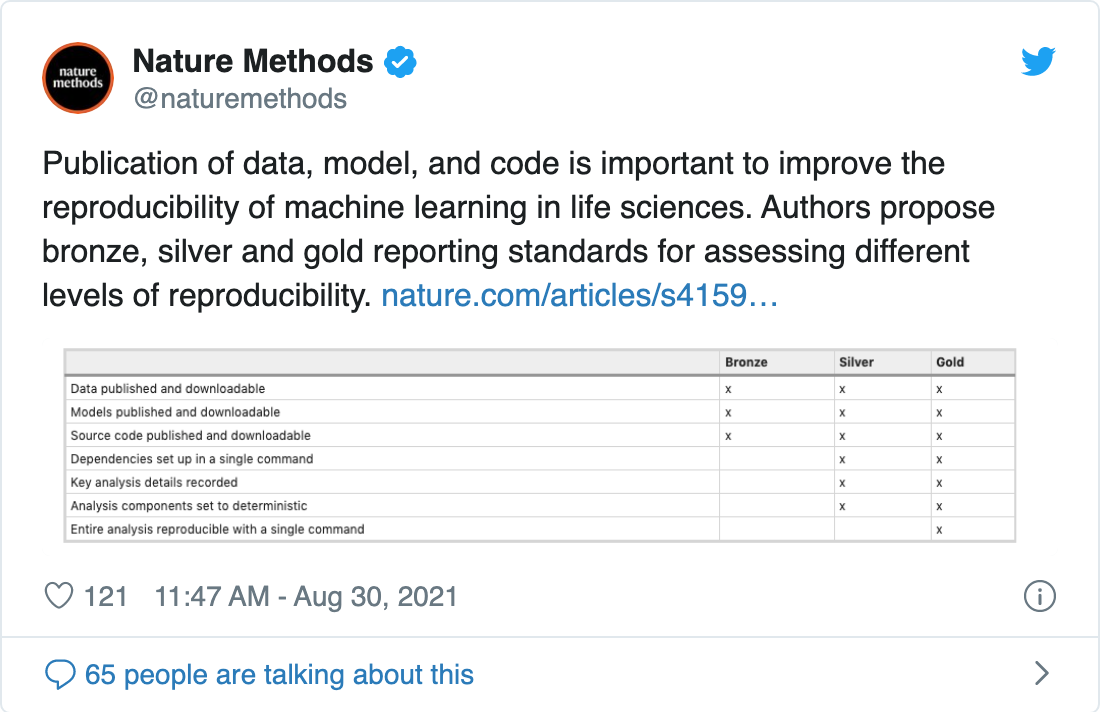 nature
methods
Nature Methods
@naturemethods
Publication of data, model, and code is important to improve the
reproducibility of machine learning in life sciences. Authors propose
bronze, silver and gold reporting standards for assessing different
levels of reproducibility. nature.com/articles/s4159…
Bronze Silver Gold
Data published and downloadable x x x
Models published and downloadable x x x
Source code published and downloadable x x x
Dependencies set up in a single command x x
Key analysis details recorded x x
Analysis components set to deterministic x x
Entire analysis reproducible with a single command x
121 11:47 AM - Aug 30, 2021
65 people are talking about this